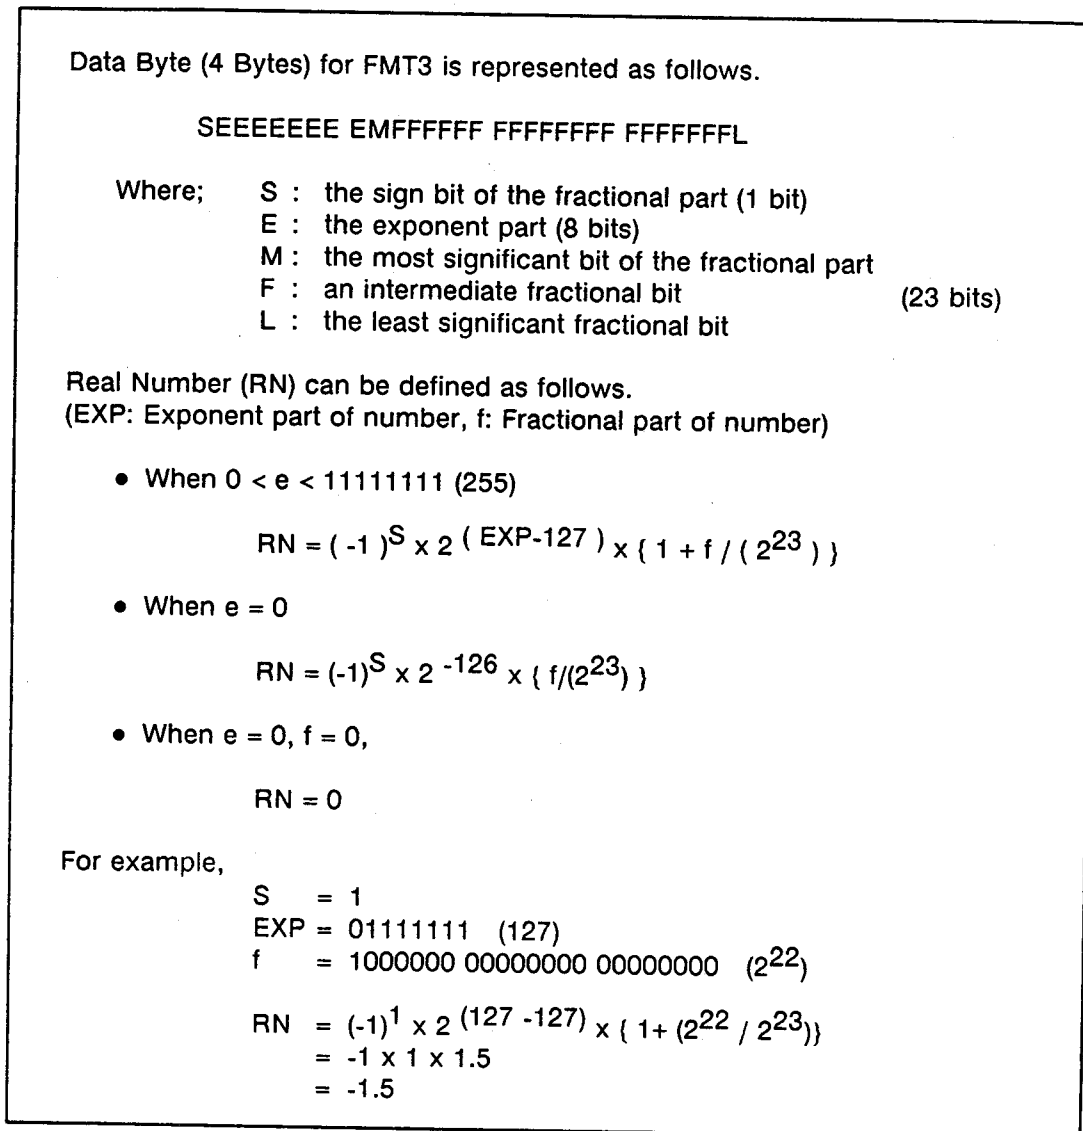 Data Byte (4 Bytes) for FMT3 is represented as follows.
SEEEEEEE EMFFFFFF FFFFFFFF FFFFFFFL
Where; S : the sign bit of the fractional part (1 bit)
E : the exponent part (8 bits)
M : the most significant bit of the fractional part
F : an intermediate fractional bit (23 bits)
L : the least significant fractional bit
Real Number (RN) can be defined as follows.
(EXP: Exponent part of number, f: Fractional part of number)
• When 0 < e < 11111111 (255)
RN = ( -1 )^S x 2 ^( EXP-127 ) x { 1 + f / ( 2^23 ) }
• When e = 0
RN = (-1)^S x 2 ^-126 x { f/(2^23) }
• When e = 0, f = 0,
RN = 0
For example,
S = 1
EXP = 01111111 (127)
f = 1000000 00000000 00000000 (2^22)
RN = (-1)^1 x 2 ^(127 -127) x { 1+ (2^22 / 2^23)}
= -1 x 1 x 1.5
= -1.5